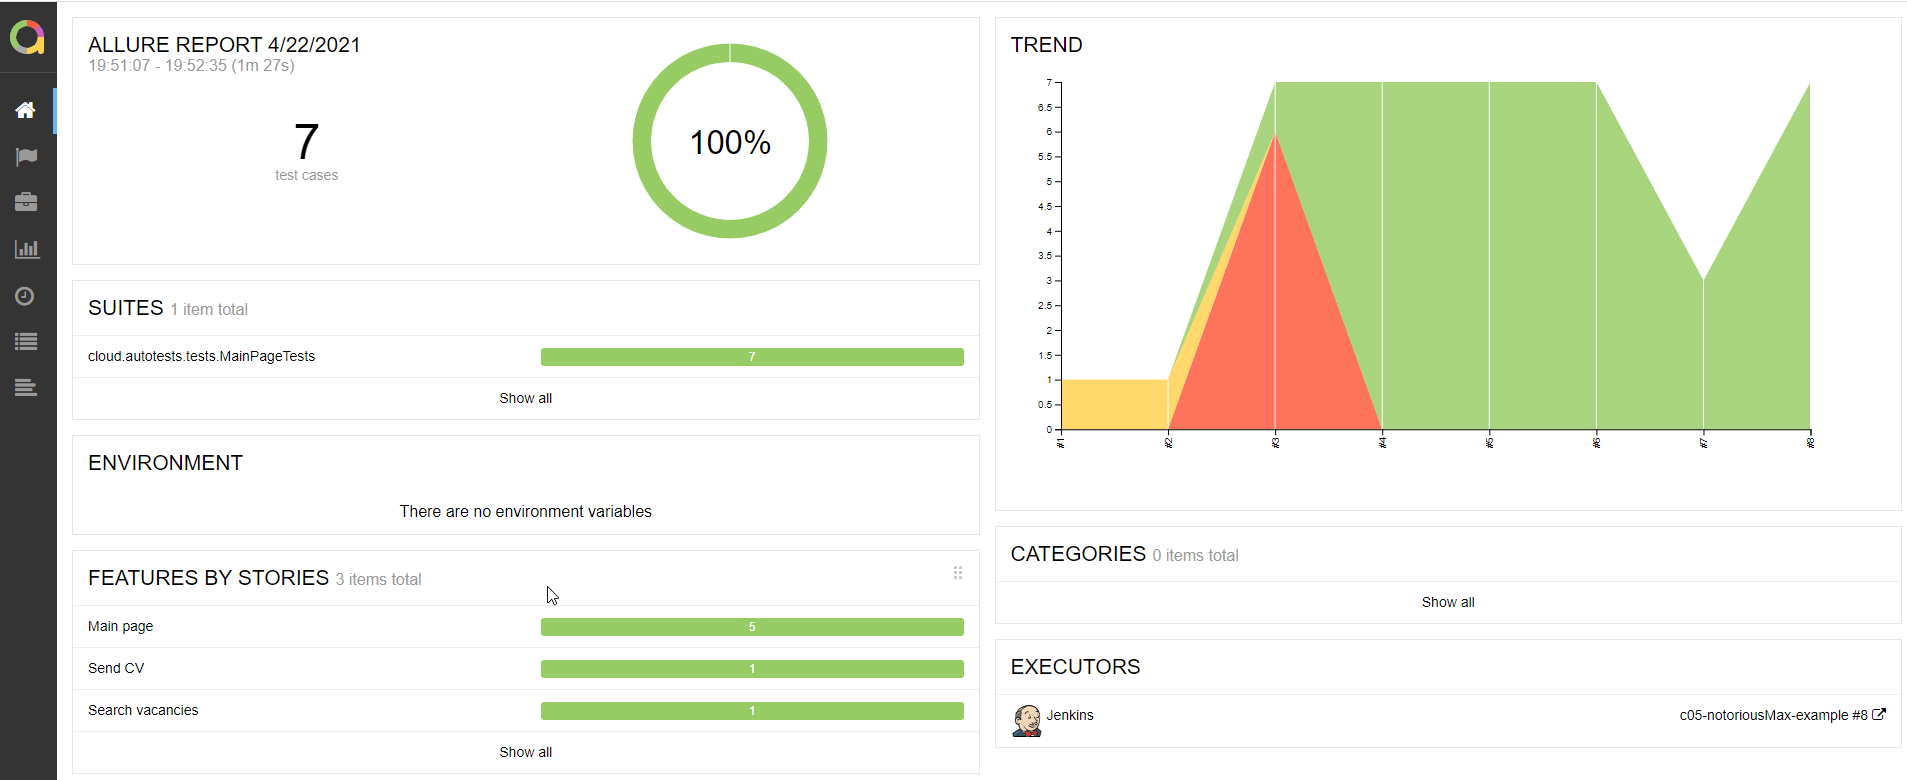 ALLURE REPORT 4/22/2021
19:51:07 - 19:52:35 (1m 27s)
7
test cases
100%
SUITES 1 item total
cloud.autotests.tests.MainPageTests 7
Show all
ENVIRONMENT
There are no environment variables
FEATURES BY STORIES 3 items total
Main page 5
Send CV 1
Search vacancies 1
Show all
TREND
7
6.5
6
5.5
5
4.5
4
3.5
3
2.5
2
1.5
1
0.5
0
#1 #2 #3 #4 #5 #6 #7 #8
CATEGORIES 0 items total
Show all
EXECUTORS
Jenkins c05-notoriousMax-example #8